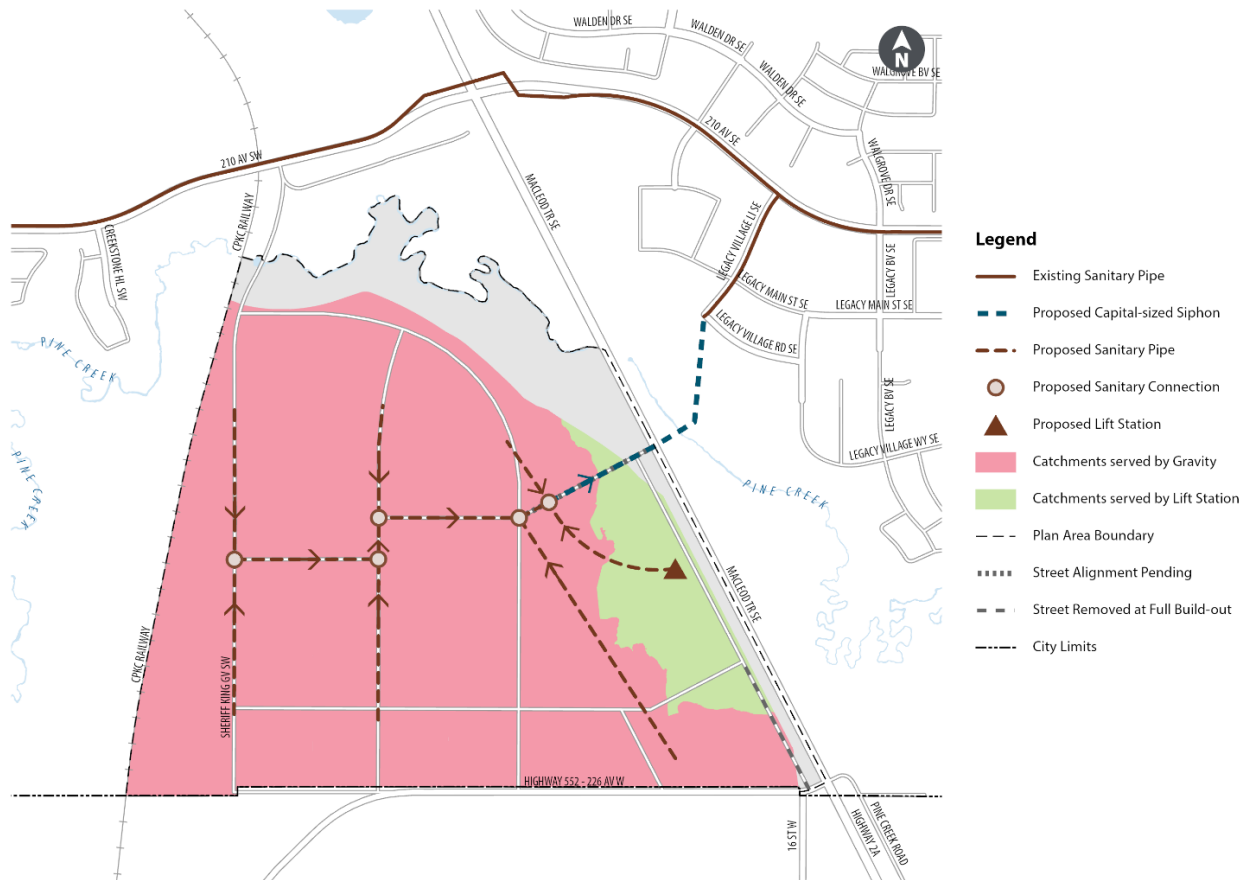 WALDEN DR SE
WALDEN DR SE
N
WALGROVE BV SE
WALDEN DR SE
210 AV SE
WALGROVE DR SE
210 AV SW
MACLEOD TR SE
CPKC RAILWAY
CREEKSTONE HL SW
LEGACY VILLAGE LI SE
LEGACY BV SE
LEGACY MAIN ST SE
LEGACY MAIN ST SE
LEGACY VILLAGE RD SE
PINE CREEK
LEGACY BV SE
LEGACY VILLAGE WY SE
PINE CREEK
PINE CREEK
MACLEOD TR SE
CPKC RAILWAY
SHERIFF KING GV SW
HIGHWAY 552 - 226 AV W
16 ST W
HIGHWAY 2A
PINE CREEK ROAD
Legend
Existing Sanitary Pipe
Proposed Capital-sized Siphon
Proposed Sanitary Pipe
Proposed Sanitary Connection
Proposed Lift Station
Catchments served by Gravity
Catchments served by Lift Station
Plan Area Boundary
Street Alignment Pending
Street Removed at Full Build-out
City Limits